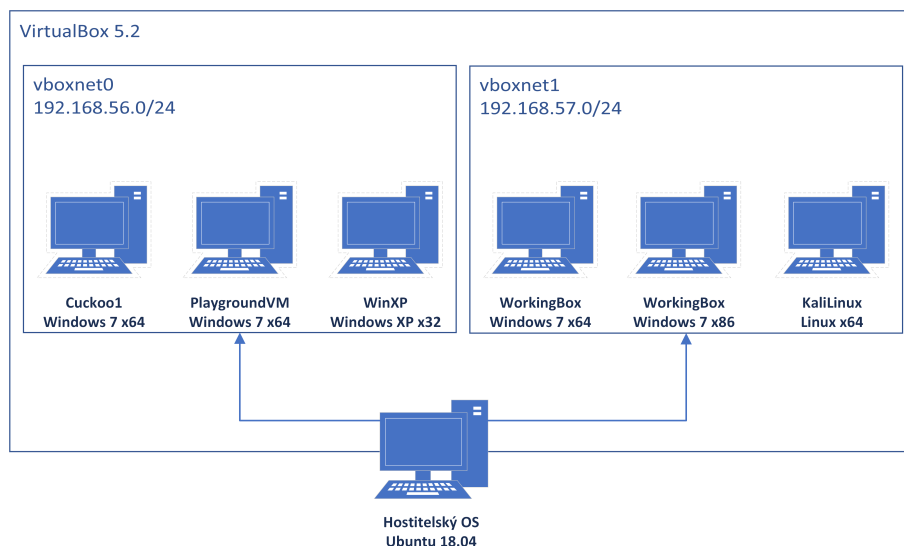 VirtualBox 5.2
vboxnet0
192.168.56.0/24
Cuckoo1
Windows 7 x64
PlaygroundVM
Windows 7 x64
WinXP
Windows XP x32
vboxnet1
192.168.57.0/24
WorkingBox
Windows 7 x64
WorkingBox
Windows 7 x86
KaliLinux
Linux x64
Hostitelský OS
Ubuntu 18.04